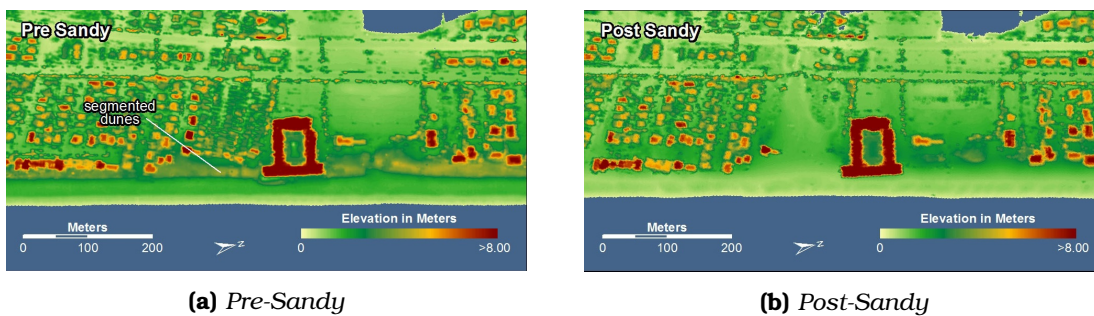 Pre Sandy
segmented
dunes
Meters
0 100 200
Z
Elevation in Meters
0 >8.00
(a) Pre-Sandy
Post Sandy
Meters
0 100 200
Z
Elevation in Meters
0 >8.00
(b) Post-Sandy